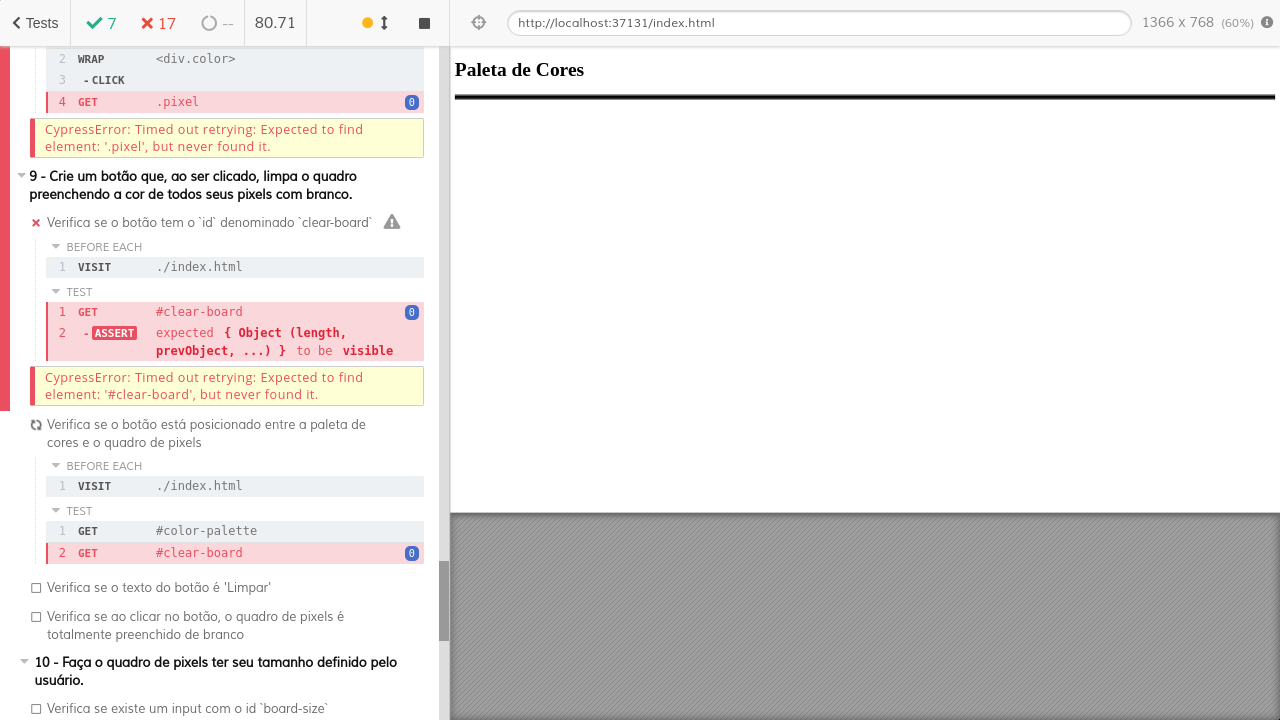 Tests 7 17 -- 80.71
http://localhost:37131/index.html 1366 x 768 (60%)
2 WRAP <div.color>
3 -CLICK
4 GET .pixel 0
CypressError: Timed out retrying: Expected to find
element: '.pixel', but never found it.
9 - Crie um botão que, ao ser clicado, limpa o quadro
preenchendo a cor de todos seus pixels com branco.
Verifica se o botão tem o `id` denominado `clear-board`
BEFORE EACH
1 VISIT ./index.html
TEST
1 GET #clear-board 0
2 -ASSERT expected { Object (length,
prevObject, ...) } to be visible
CypressError: Timed out retrying: Expected to find
element: '#clear-board', but never found it.
Verifica se o botão está posicionado entre a paleta de
cores e o quadro de pixels
BEFORE EACH
1 VISIT ./index.html
TEST
1 GET #color-palette
2 GET #clear-board 0
Verifica se o texto do botão é 'Limpar'
Verifica se ao clicar no botão, o quadro de pixels é
totalmente preenchido de branco
10 - Faça o quadro de pixels ter seu tamanho definido pelo
usuário.
Verifica se existe um input com o id `board-size`
Paleta de Cores